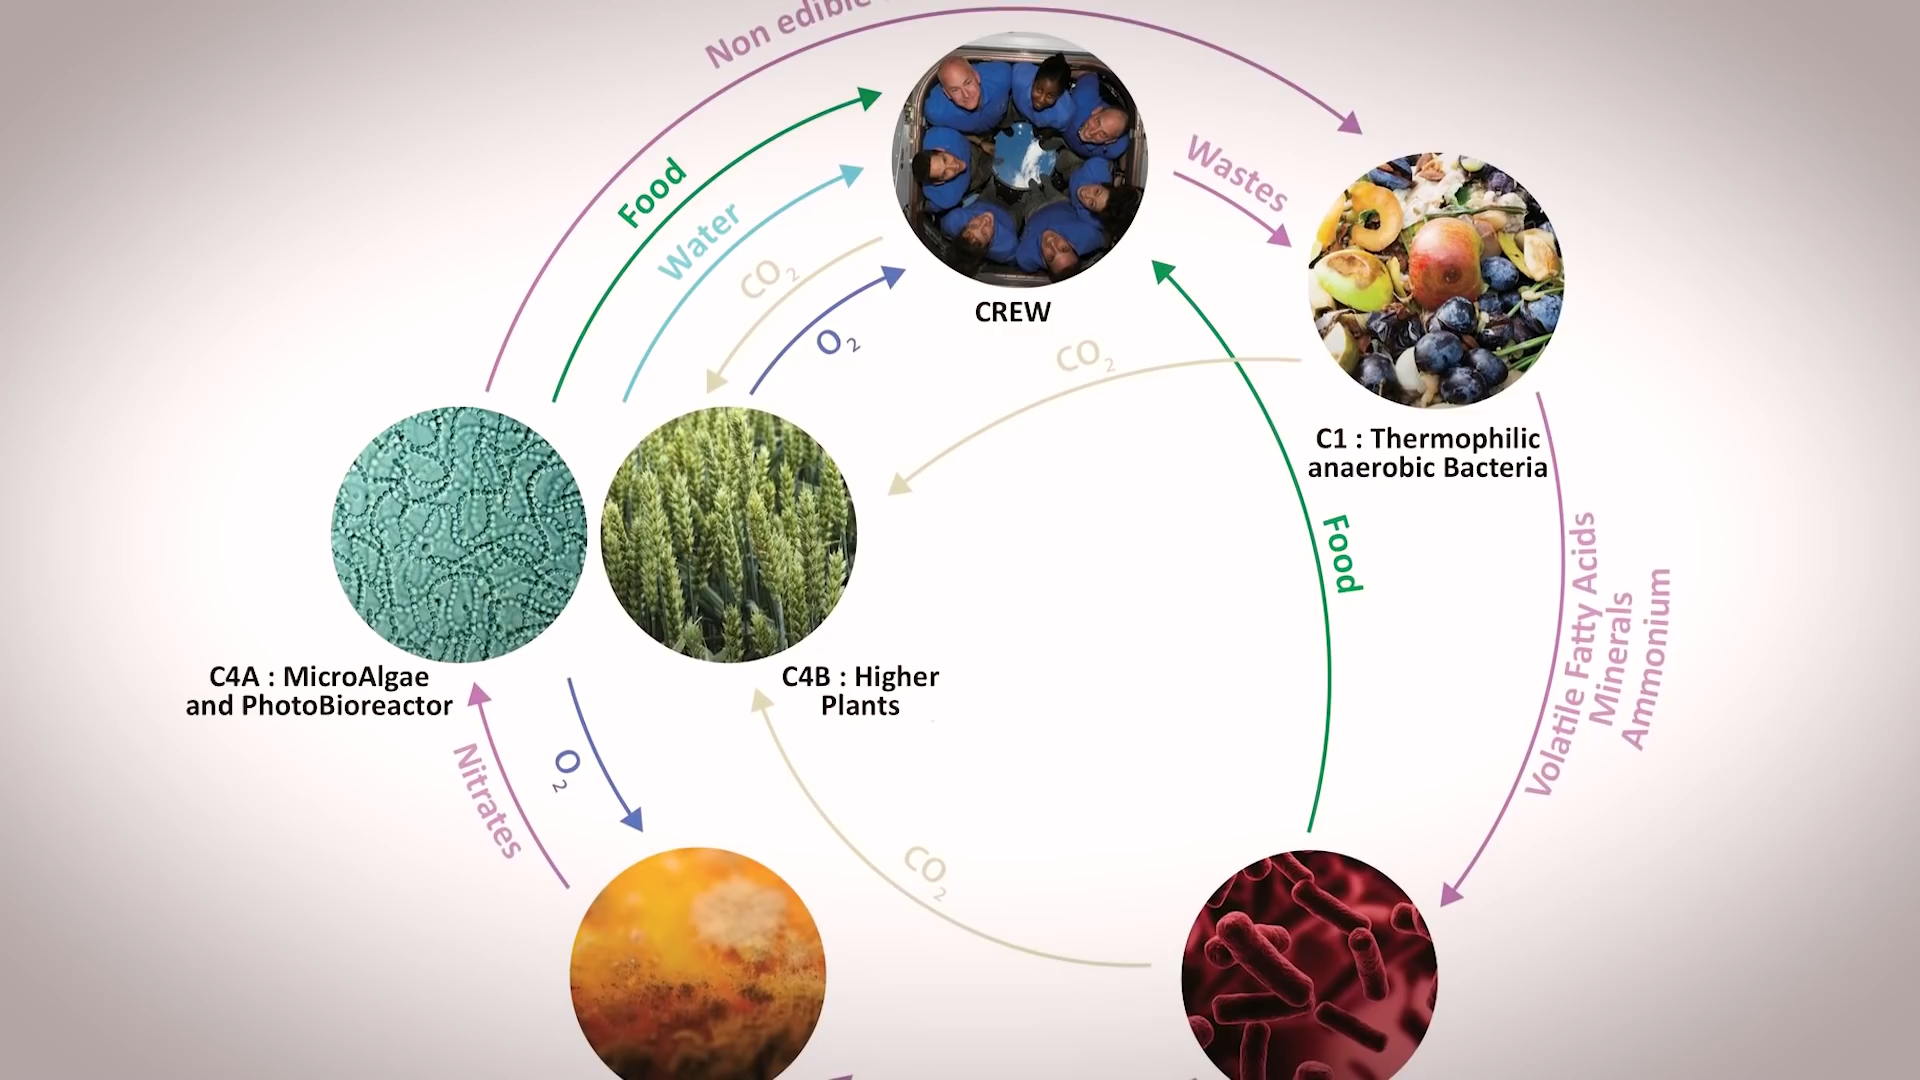 Non edible
Food
Water
CO₂
O₂
CREW
Wastes
CO₂
C1 : Thermophilic
anaerobic Bacteria
Food
Volatile Fatty Acids
Minerals
Ammonium
C4A : MicroAlgae
and PhotoBioreactor
C4B : Higher
Plants
Nitrates
O₂
CO₂